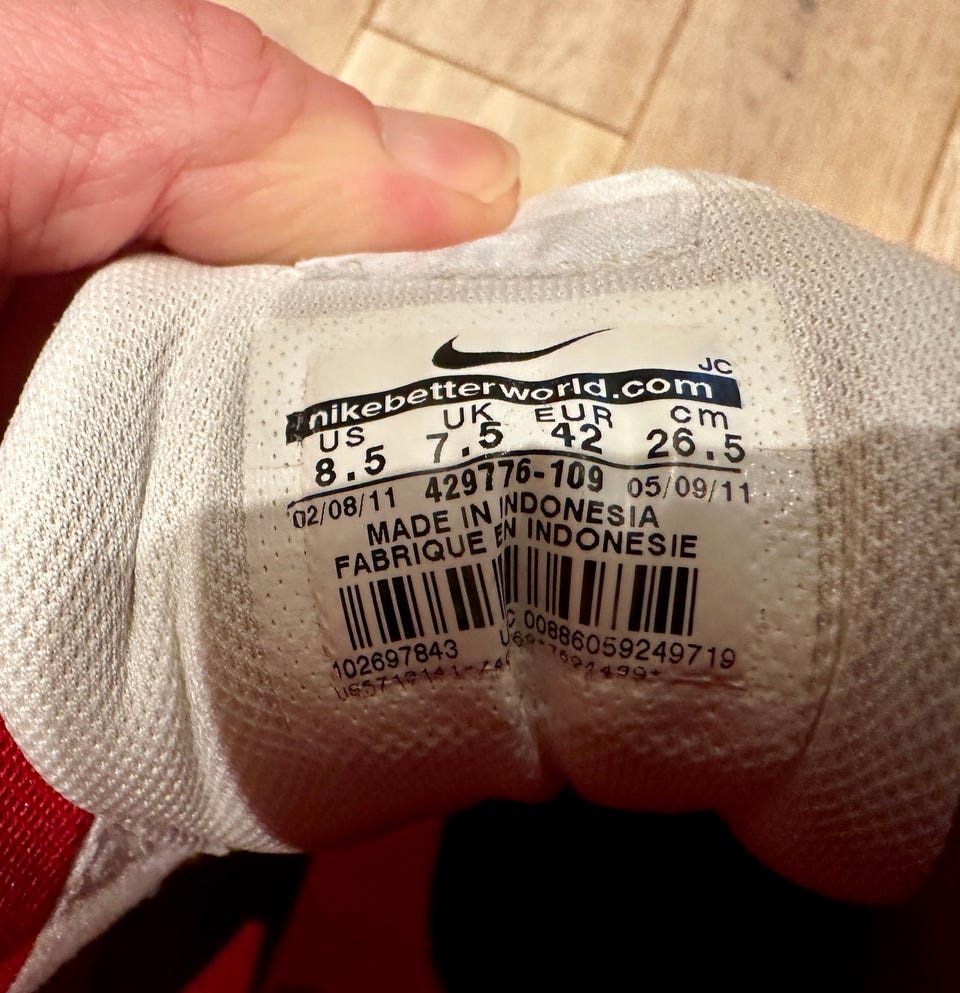 JC
nikebetterworld.com
US UK EUR cm
8.5 7.5 42 26.5
02/08/11 429776-109 05/09/11
MADE IN INDONESIA
FABRIQUE EN INDONESIE
102697843 00886059249719